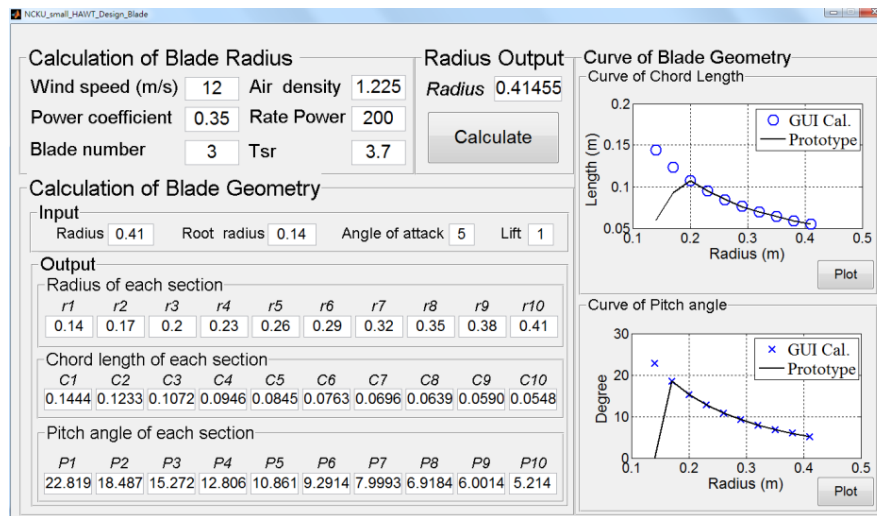 NCKU_small_HAWT_Design_Blade
Calculation of Blade Radius
Wind speed (m/s) 12 Air density 1.225
Power coefficient 0.35 Rate Power 200
Blade number 3 Tsr 3.7
Radius Output
Radius 0.41455
Calculate
Calculation of Blade Geometry
Input
Radius 0.41 Root radius 0.14 Angle of attack 5 Lift 1
Output
Radius of each section
r1 r2 r3 r4 r5 r6 r7 r8 r9 r10
0.14 0.17 0.2 0.23 0.26 0.29 0.32 0.35 0.38 0.41
Chord length of each section
C1 C2 C3 C4 C5 C6 C7 C8 C9 C10
0.1444 0.1233 0.1072 0.0946 0.0845 0.0763 0.0696 0.0639 0.0590 0.0548
Pitch angle of each section
P1 P2 P3 P4 P5 P6 P7 P8 P9 P10
22.819 18.487 15.272 12.806 10.861 9.2914 7.9993 6.9184 6.0014 5.214
Curve of Blade Geometry
Curve of Chord Length
0.2
0.15
0.1
0.05
Length (m)
GUI Cal.
Prototype
0.1 0.2 0.3 0.4 0.5
Radius (m)
Plot
Curve of Pitch angle
30
20
10
0
Degree
GUI Cal.
Prototype
0.1 0.2 0.3 0.4 0.5
Radius (m)
Plot